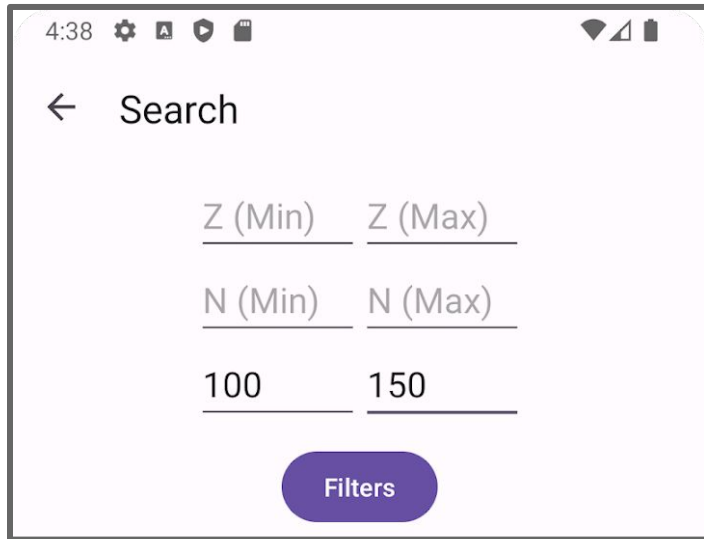 4:38
Search
Z (Min) Z (Max)
N (Min) N (Max)
100 150
Filters